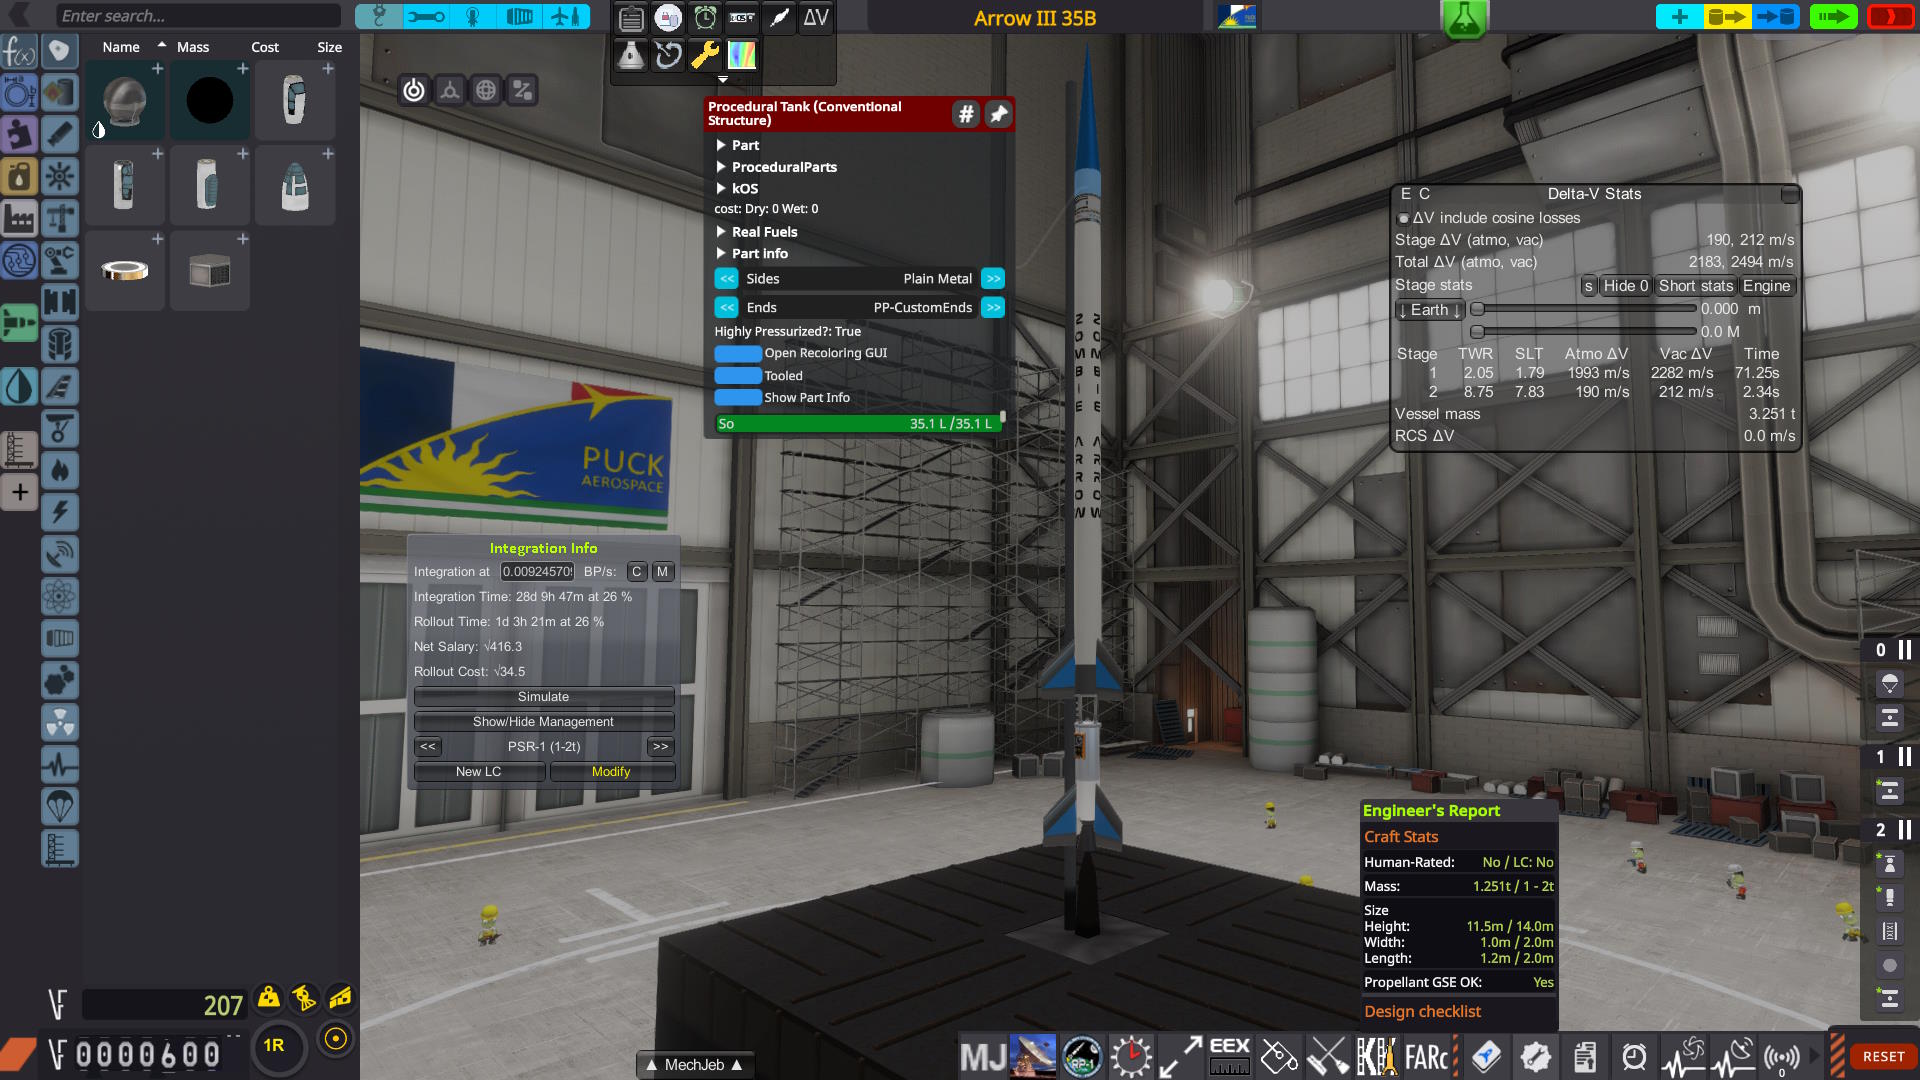 Enter search...
ΔV
Arrow III 35B
Name Mass Cost Size
f(x)
Procedural Tank (Conventional Structure)
#
Part
ProceduralParts
kOS
cost: Dry: 0 Wet: 0
Real Fuels
Part info
<< Sides Plain Metal >>
<< Ends PP-CustomEnds >>
Highly Pressurized?: True
Open Recoloring GUI
Tooled
Show Part Info
So 35.1 L /35.1 L
E C Delta-V Stats
ΔV include cosine losses
Stage ΔV (atmo, vac) 190, 212 m/s
Total ΔV (atmo, vac) 2183, 2494 m/s
Stage stats s Hide 0 Short stats Engine
↓ Earth ↓ 0.000 m
0.0 M
Stage TWR SLT Atmo ΔV Vac ΔV Time
1 2.05 1.79 1993 m/s 2282 m/s 71.25s
2 8.75 7.83 190 m/s 212 m/s 2.34s
Vessel mass 3.251 t
RCS ΔV 0.0 m/s
PUCK
AEROSPACE
ZOMBIE ARROW
Integration Info
Integration at 0.00924570 BP/s: C M
Integration Time: 28d 9h 47m at 26 %
Rollout Time: 1d 3h 21m at 26 %
Net Salary: √416.3
Rollout Cost: √34.5
Simulate
Show/Hide Management
<< PSR-1 (1-2t) >>
New LC Modify
0
1
2
Engineer's Report
Craft Stats
Human-Rated: No / LC: No
Mass: 1.251t / 1 - 2t
Size
Height: 11.5m / 14.0m
Width: 1.0m / 2.0m
Length: 1.2m / 2.0m
Propellant GSE OK: Yes
Design checklist
207
0000600
1R
▲ MechJeb ▲
MJ RP-1 EEX FARc
0
RESET